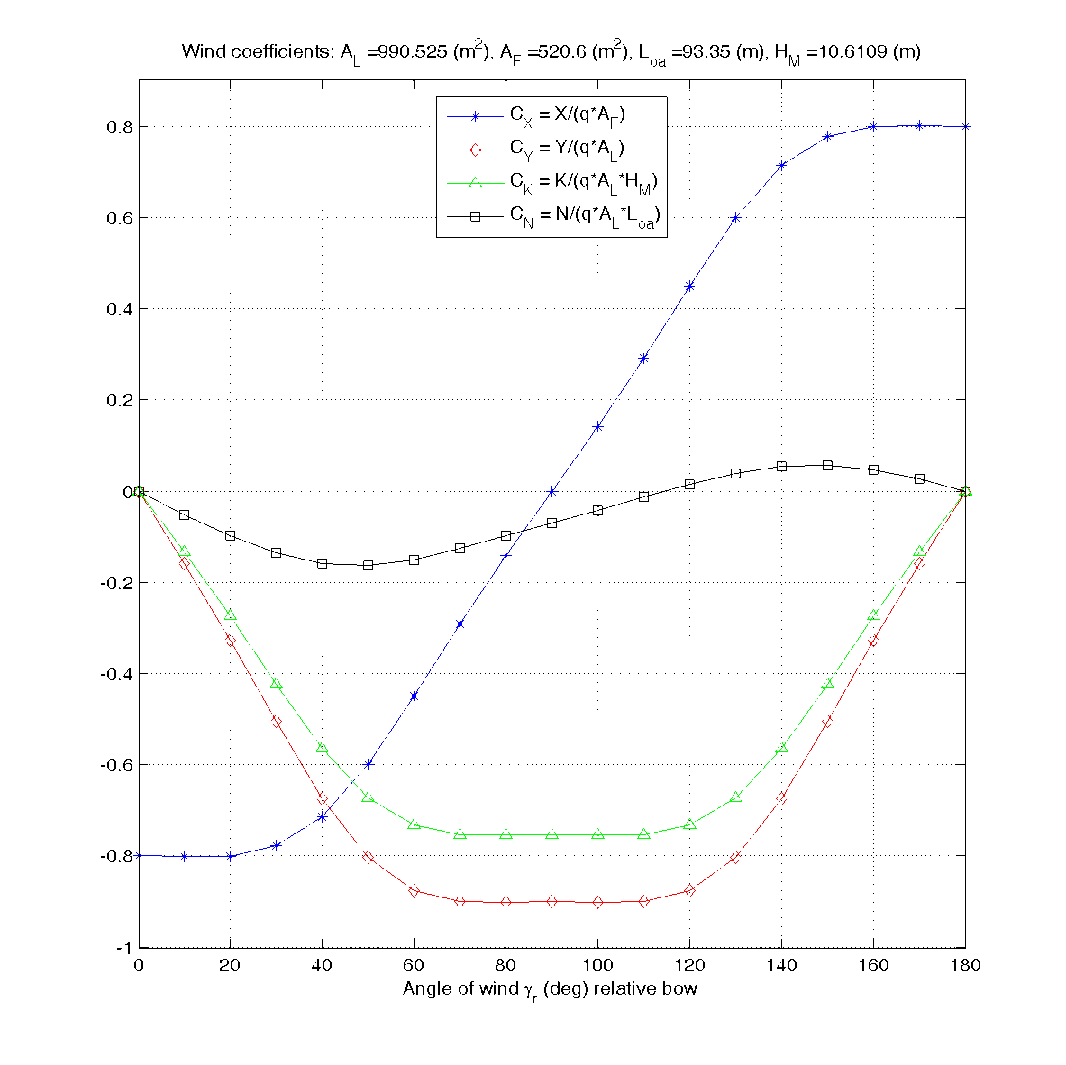 Wind coefficients: A_L =990.525 (m^2), A_F =520.6 (m^2), L_oa =93.35 (m), H_M =10.6109 (m)
C_X = X/(q*A_F)
C_Y = Y/(q*A_L)
C_K = K/(q*A_L*H_M)
C_N = N/(q*A_L*L_oa)
0.8
0.6
0.4
0.2
0
-0.2
-0.4
-0.6
-0.8
-1
0 20 40 60 80 100 120 140 160 180
Angle of wind γ_r (deg) relative bow